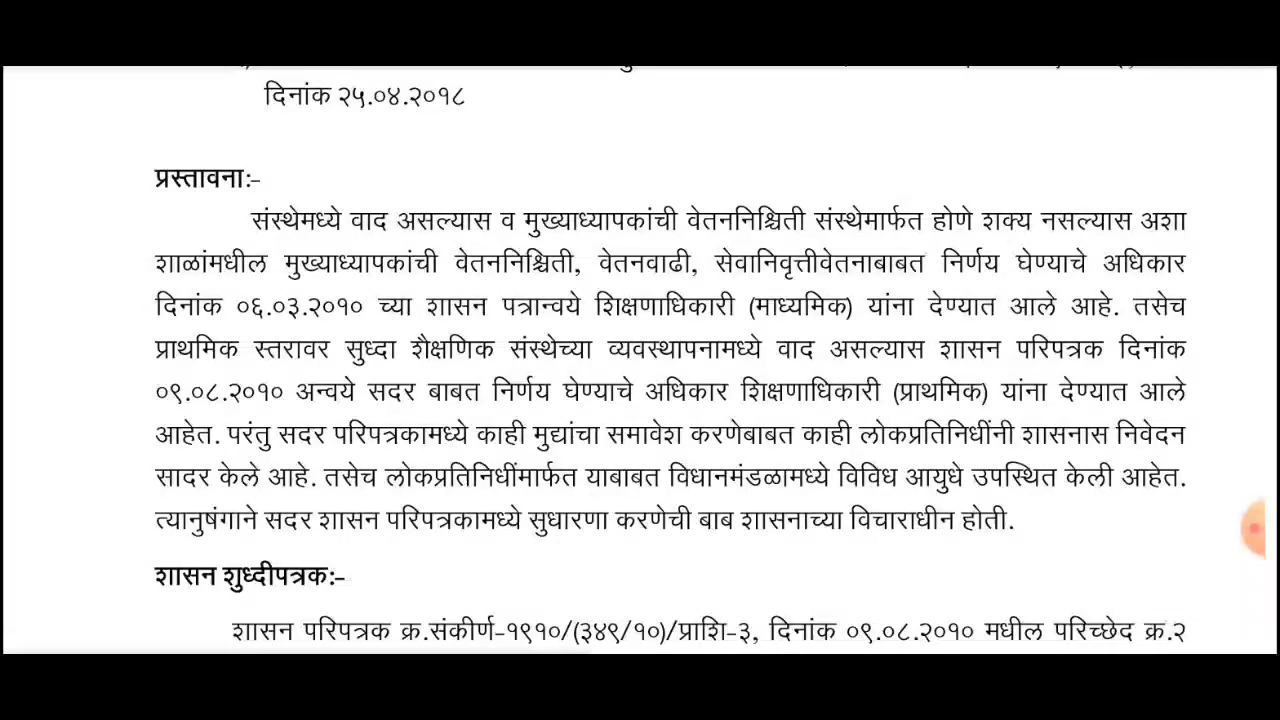 दिनांक २५.०४.२०१८
प्रस्तावना:-
संस्थेमध्ये वाद असल्यास व मुख्याध्यापकांची वेतननिश्चिती संस्थेमार्फत होणे शक्य नसल्यास अशा
शाळांमधील मुख्याध्यापकांची वेतननिश्चिती, वेतनवाढी, सेवानिवृत्तीवेतनाबाबत निर्णय घेण्याचे अधिकार
दिनांक ०६.०३.२०१० च्या शासन पत्रान्वये शिक्षणाधिकारी (माध्यमिक) यांना देण्यात आले आहे. तसेच
प्राथमिक स्तरावर सुध्दा शैक्षणिक संस्थेच्या व्यवस्थापनामध्ये वाद असल्यास शासन परिपत्रक दिनांक
०९.०८.२०१० अन्वये सदर बाबत निर्णय घेण्याचे अधिकार शिक्षणाधिकारी (प्राथमिक) यांना देण्यात आले
आहेत. परंतु सदर परिपत्रकामध्ये काही मुद्यांचा समावेश करणेबाबत काही लोकप्रतिनिधींनी शासनास निवेदन
सादर केले आहे. तसेच लोकप्रतिनिधींमार्फत याबाबत विधानमंडळामध्ये विविध आयुधे उपस्थित केली आहेत.
त्यानुषंगाने सदर शासन परिपत्रकामध्ये सुधारणा करणेची बाब शासनाच्या विचाराधीन होती.
शासन शुध्दीपत्रक:-
शासन परिपत्रक क्र.संकीर्ण-१९१०/(३४९/१०)/प्राशि-३, दिनांक ०९.०८.२०१० मधील परिच्छेद क्र.२